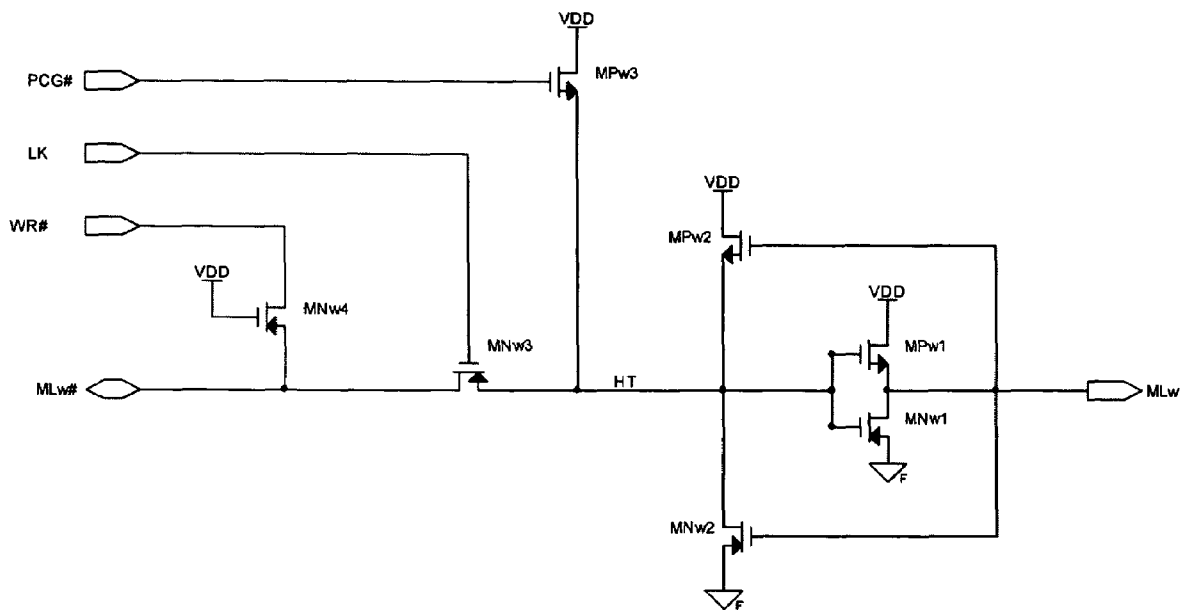 VDD
PCG#
MPw3
LK
VDD
WR#
MPw2
VDD
MNw4
VDD
MPw1
MNw3
MLw#
HT
MLw
MNw1
F
MNw2
F